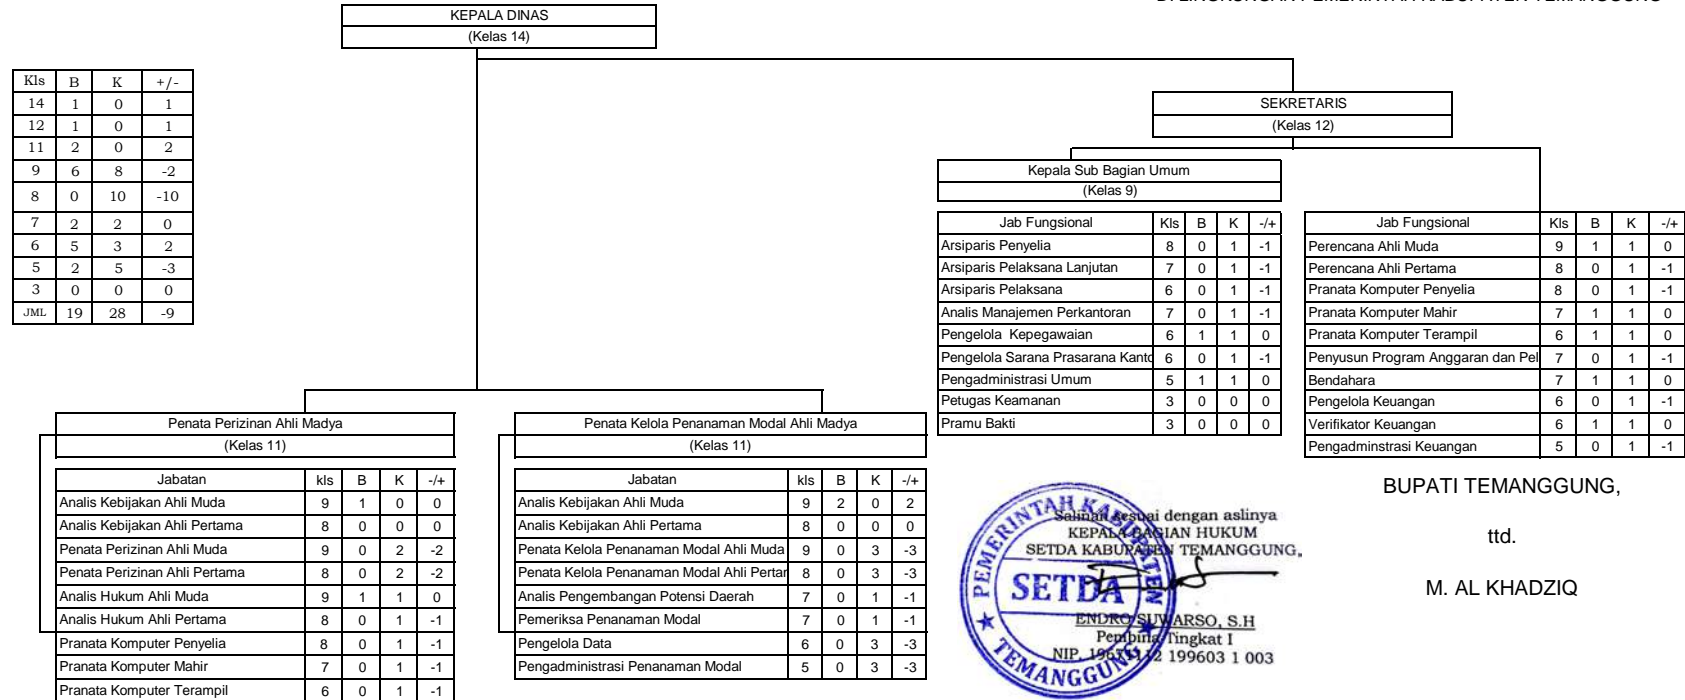 KEPALA DINAS
(Kelas 14)
Kls B K +/-
14 1 0 1
12 1 0 1
11 2 0 2
9 6 8 -2
8 0 10 -10
7 2 2 0
6 5 3 2
5 2 5 -3
3 0 0 0
JML 19 28 -9
SEKRETARIS
(Kelas 12)
Kepala Sub Bagian Umum
(Kelas 9)
Jab Fungsional Kls B K -/+
Arsiparis Penyelia 8 0 1 -1
Arsiparis Pelaksana Lanjutan 7 0 1 -1
Arsiparis Pelaksana 6 0 1 -1
Analis Manajemen Perkantoran 7 0 1 -1
Pengelola Kepegawaian 6 1 1 0
Pengelola Sarana Prasarana Kanto 6 0 1 -1
Pengadministrasi Umum 5 1 1 0
Petugas Keamanan 3 0 0 0
Pramu Bakti 3 0 0 0
Jab Fungsional Kls B K -/+
Perencana Ahli Muda 9 1 1 0
Perencana Ahli Pertama 8 0 1 -1
Pranata Komputer Penyelia 8 0 1 -1
Pranata Komputer Mahir 7 1 1 0
Pranata Komputer Terampil 6 1 1 0
Penyusun Program Anggaran dan Pel 7 0 1 -1
Bendahara 7 1 1 0
Pengelola Keuangan 6 0 1 -1
Verifikator Keuangan 6 1 1 0
Pengadminstrasi Keuangan 5 0 1 -1
Penata Perizinan Ahli Madya
(Kelas 11)
Jabatan kls B K -/+
Analis Kebijakan Ahli Muda 9 1 0 0
Analis Kebijakan Ahli Pertama 8 0 0 0
Penata Perizinan Ahli Muda 9 0 2 -2
Penata Perizinan Ahli Pertama 8 0 2 -2
Analis Hukum Ahli Muda 9 1 1 0
Analis Hukum Ahli Pertama 8 0 1 -1
Pranata Komputer Penyelia 8 0 1 -1
Pranata Komputer Mahir 7 0 1 -1
Pranata Komputer Terampil 6 0 1 -1
Penata Kelola Penanaman Modal Ahli Madya
(Kelas 11)
Jabatan kls B K -/+
Analis Kebijakan Ahli Muda 9 2 0 2
Analis Kebijakan Ahli Pertama 8 0 0 0
Penata Kelola Penanaman Modal Ahli Muda 9 0 3 -3
Penata Kelola Penanaman Modal Ahli Pertar 8 0 3 -3
Analis Pengembangan Potensi Daerah 7 0 1 -1
Pemeriksa Penanaman Modal 7 0 1 -1
Pengelola Data 6 0 3 -3
Pengadministrasi Penanaman Modal 5 0 3 -3
Salinan sesuai dengan aslinya
KEPALA BAGIAN HUKUM
SETDA KABUPATEN TEMANGGUNG,
PEMERINTAH KABUPATEN
SETDA
TEMANGGUNG
ENDRO SUWARSO, S.H
Pembina Tingkat I
NIP. 199603 1 003
BUPATI TEMANGGUNG,
ttd.
M. AL KHADZIQ